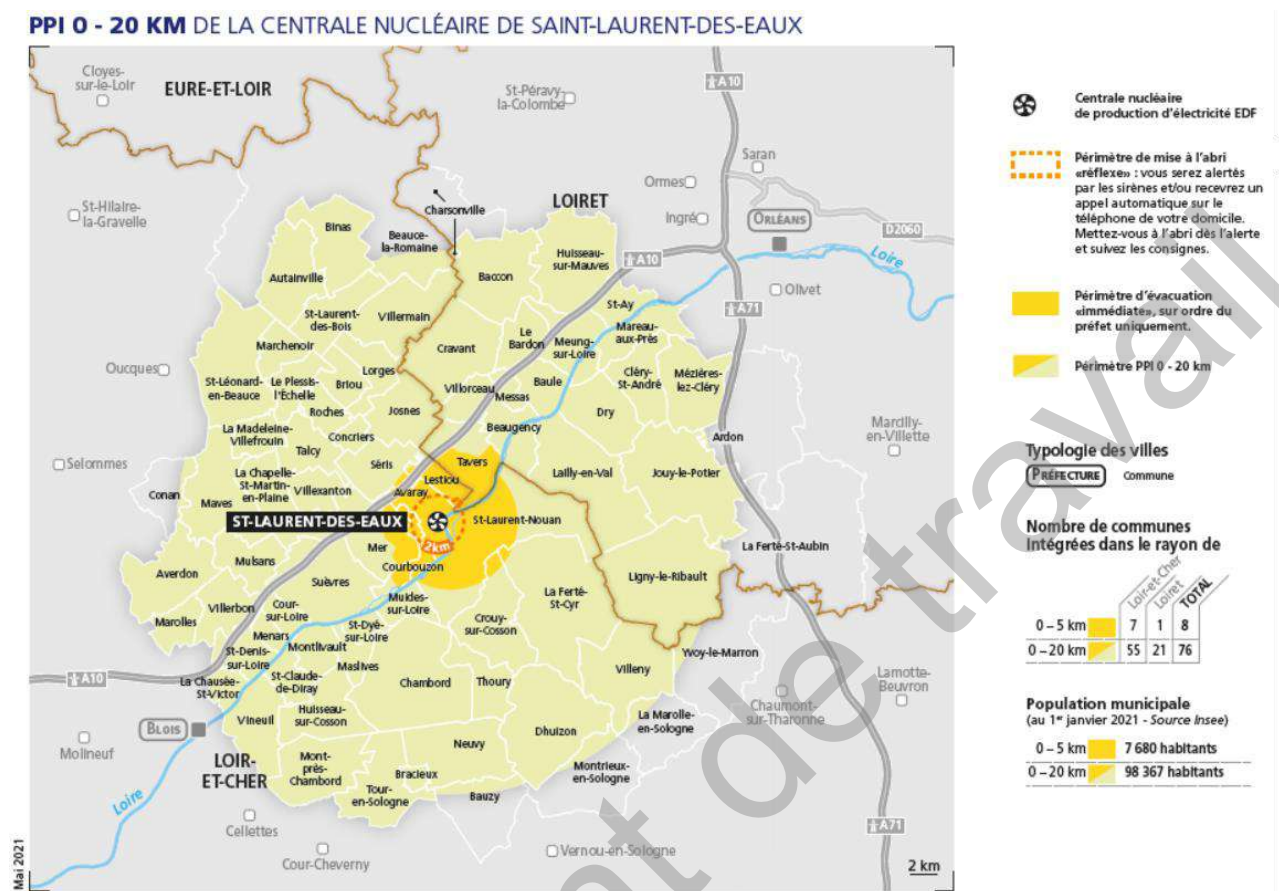 PPI 0 - 20 KM DE LA CENTRALE NUCLÉAIRE DE SAINT-LAURENT-DES-EAUX
Cloyes-
sur-le-Loir
EURE-ET-LOIR
St-Péravy-
la-Colombe
A10
Saran
Ormes
St-Hilaire-
la-Gravelle
Charsonville
LOIRET
Ingré
ORLÉANS
D2060
Binas
Beauce-
la-Romaine
Huisseau-
sur-Mauves
A10
Loire
Autainville
Baccon
Olivet
St-Ay
A71
St-Laurent-
des-Bois
Villermain
Mareau-
aux-Près
Le
Bardon
Meung-
sur-Loire
Marchenoir
Cravant
Oucques
Lorges
Cléry-
St-André
Mézières-
lez-Cléry
St-Léonard-
en-Beauce
Le Plessis-
l'Échelle
Briou
Villorceau
Baule
Messas
Roches
Josnes
Dry
La Madeleine-
Villefrouin
Beaugency
Marcilly-
en-Villette
Concriers
Talcy
Ardon
Selommes
Séris
Tavers
La Chapelle-
St-Martin-
en-Plaine
Lestiou
Lailly-en-Val
Jouy-le-Potier
Conan
Villexanton
Avaray
Maves
ST-LAURENT-DES-EAUX
St-Laurent-Nouan
2km
Mer
La Ferté-St-Aubin
Mulsans
Courbouzon
Averdon
Suèvres
Ligny-le-Ribault
La Ferté-
St-Cyr
Villerbon
Cour-
sur-Loire
Muides-
sur-Loire
Marolles
Crouy-
sur-Cosson
St-Dyé-
sur-Loire
Menars
Montlivault
St-Denis-
sur-Loire
Yvoy-le-Marron
Maslives
Villeny
A10
La Chausée-
St-Victor
St-Claude-
de-Diray
Chambord
Thoury
Lamotte-
Beuvron
Chaumont-
sur-Tharonne
Huisseau-
sur-Cosson
Vineuil
La Marolle-
en-Sologne
BLOIS
Dhuizon
Molineuf
Neuvy
LOIR-
ET-CHER
Mont-
près-
Chambord
Montrieux-
en-Sologne
Bracieux
Tour-
en-Sologne
Bauzy
Loire
Cellettes
A71
Cour-Cheverny
Vernou-en-Sologne
2 km
Mai 2021
Centrale nucléaire
de production d'électricité EDF
Périmètre de mise à l'abri
«réflexe» : vous serez alertés
par les sirènes et/ou recevrez un
appel automatique sur le
téléphone de votre domicile.
Mettez-vous à l'abri dès l'alerte
et suivez les consignes.
Périmètre d'évacuation
«immédiate», sur ordre du
préfet uniquement.
Périmètre PPI 0 - 20 km
Typologie des villes
PRÉFECTURE Commune
Nombre de communes
intégrées dans le rayon de
Loir-et-Cher Loiret TOTAL
0 – 5 km 7 1 8
0 – 20 km 55 21 76
Population municipale
(au 1er janvier 2021 - Source Insee)
0 – 5 km 7 680 habitants
0 – 20 km 98 367 habitants
at de travail